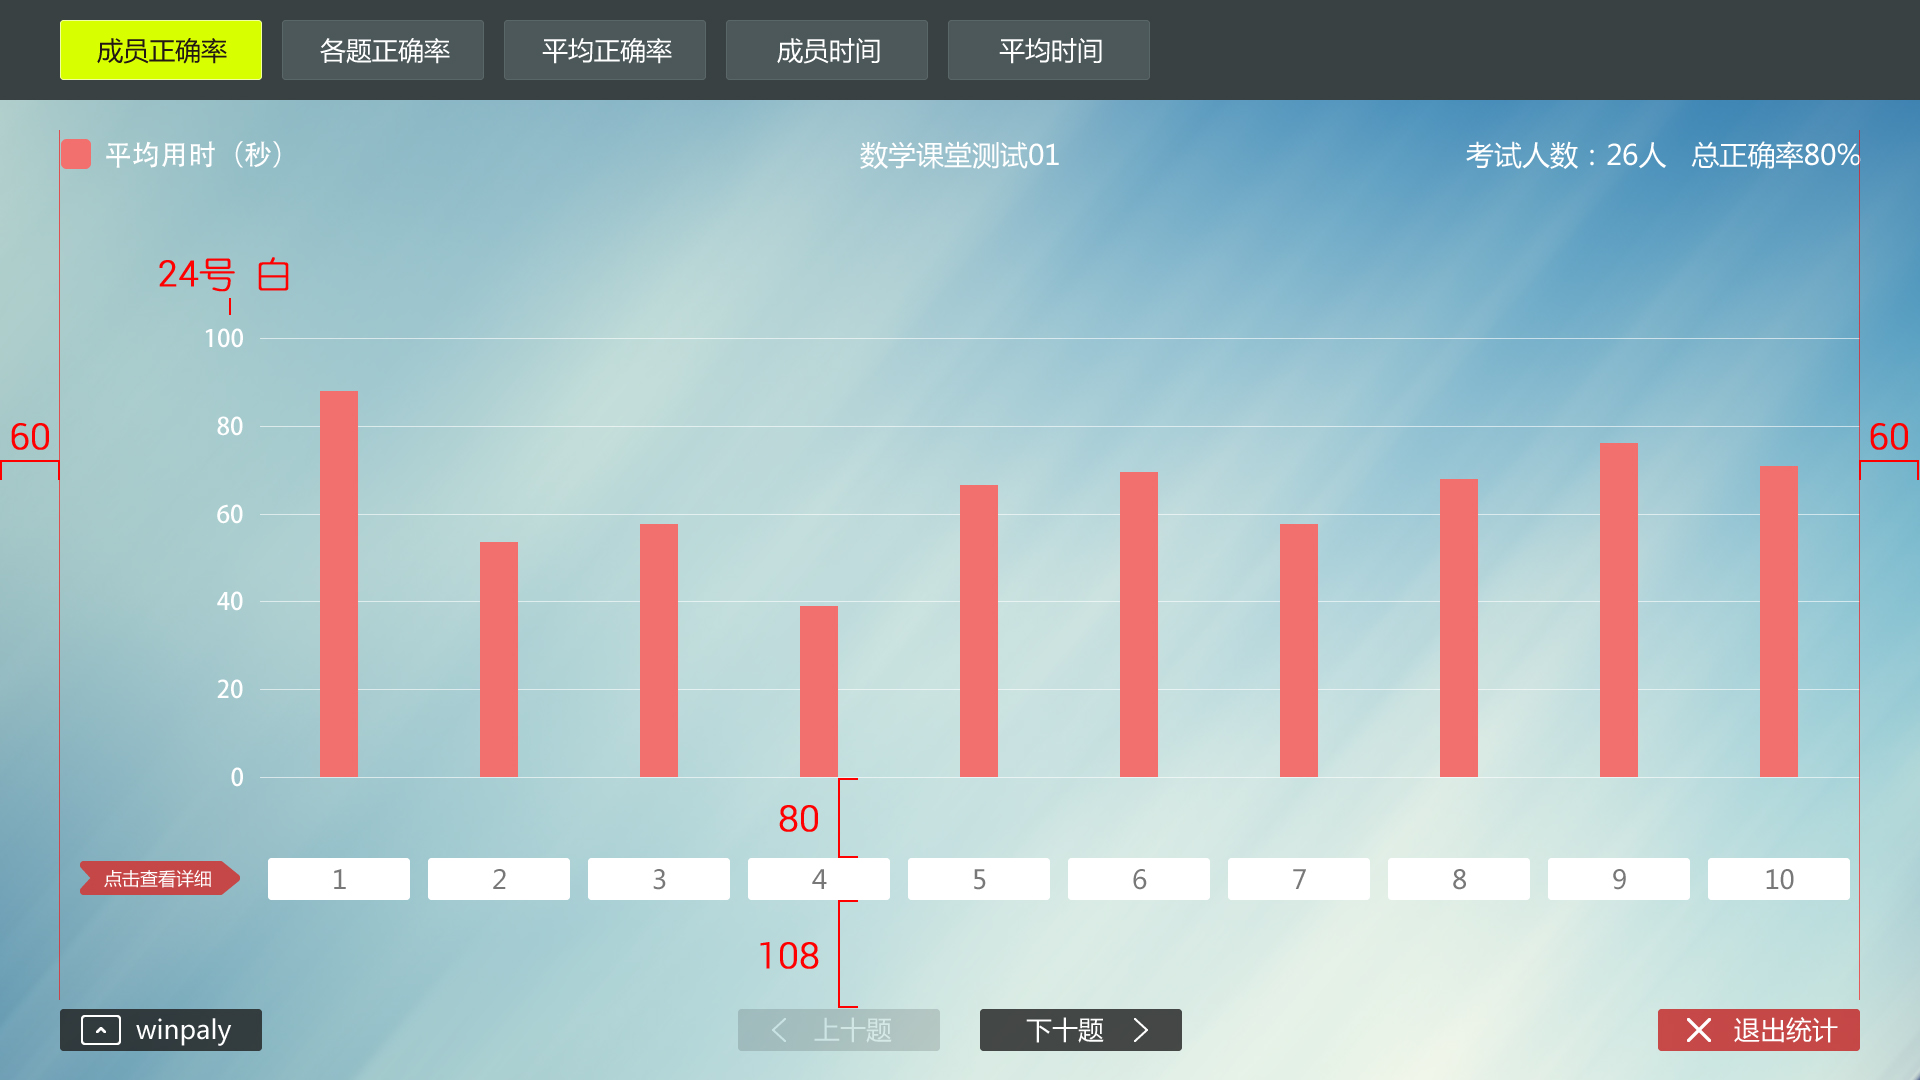 成员正确率 各题正确率 平均正确率 成员时间 平均时间
平均用时（秒） 数学课堂测试01 考试人数：26人 总正确率80%
24号 白
100
80
60 60
60
40
20
0
80
点击查看详细 1 2 3 4 5 6 7 8 9 10
108
winpaly 上十题 下十题 退出统计